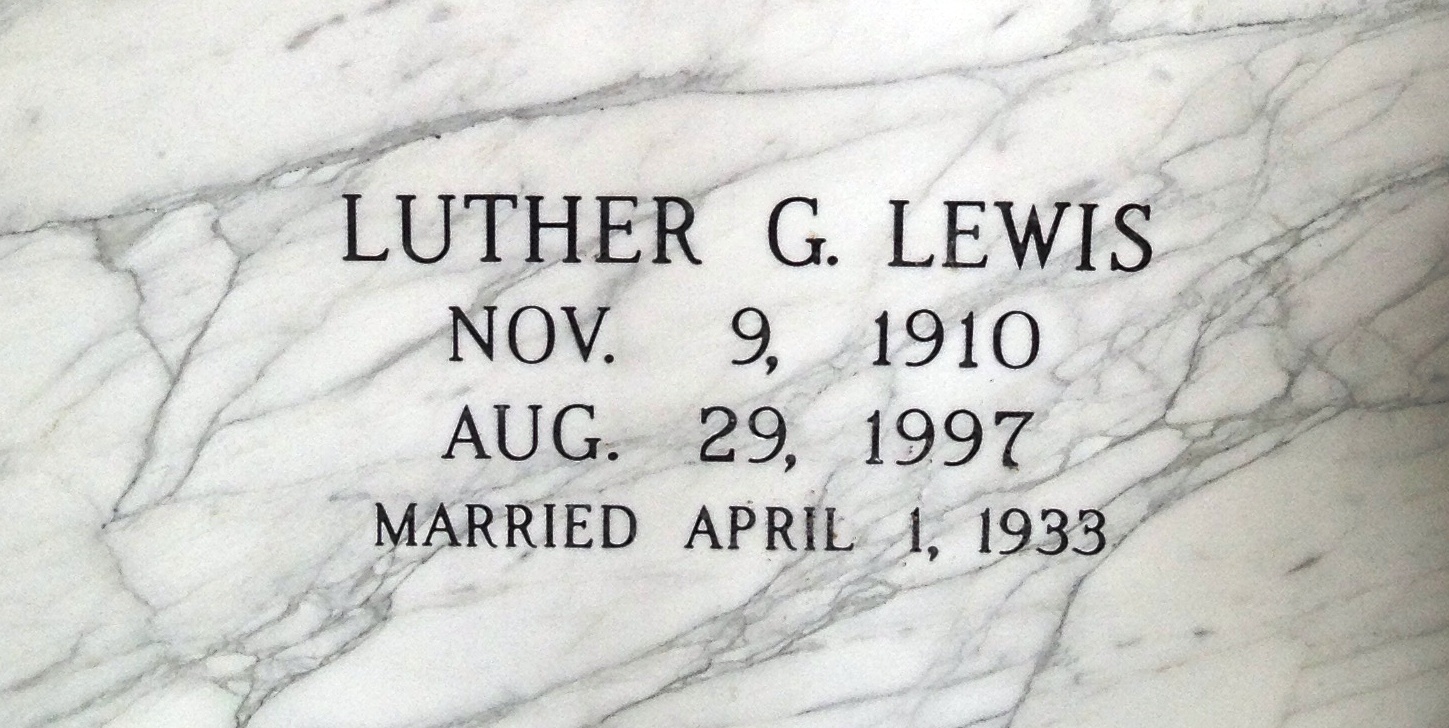 LUTHER G. LEWIS
NOV. 9, 1910
AUG. 29, 1997
MARRIED APRIL 1, 1933